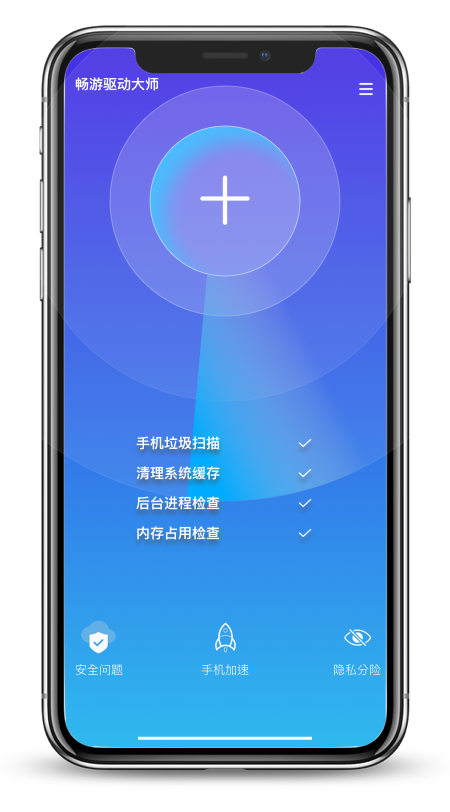 畅游驱动大师
手机垃圾扫描
清理系统缓存
后台进程检查
内存占用检查
安全问题
手机加速
隐私分险